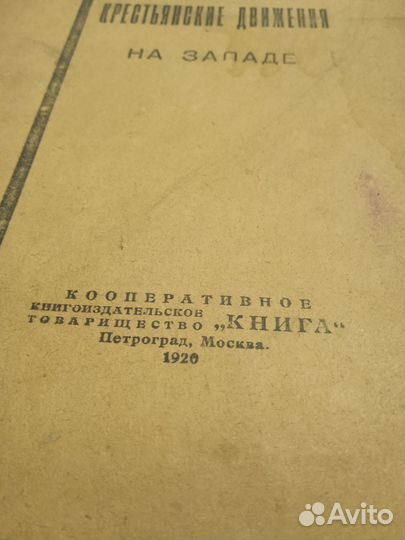 КРЕСТЬЯНСКИЕ ДВИЖЕНИЯ
НА ЗАПАДЕ
КООПЕРАТИВНОЕ
КНИГОИЗДАТЕЛЬСКОЕ
ТОВАРИЩЕСТВО „КНИГА“
Петроград, Москва.
1920
Avito